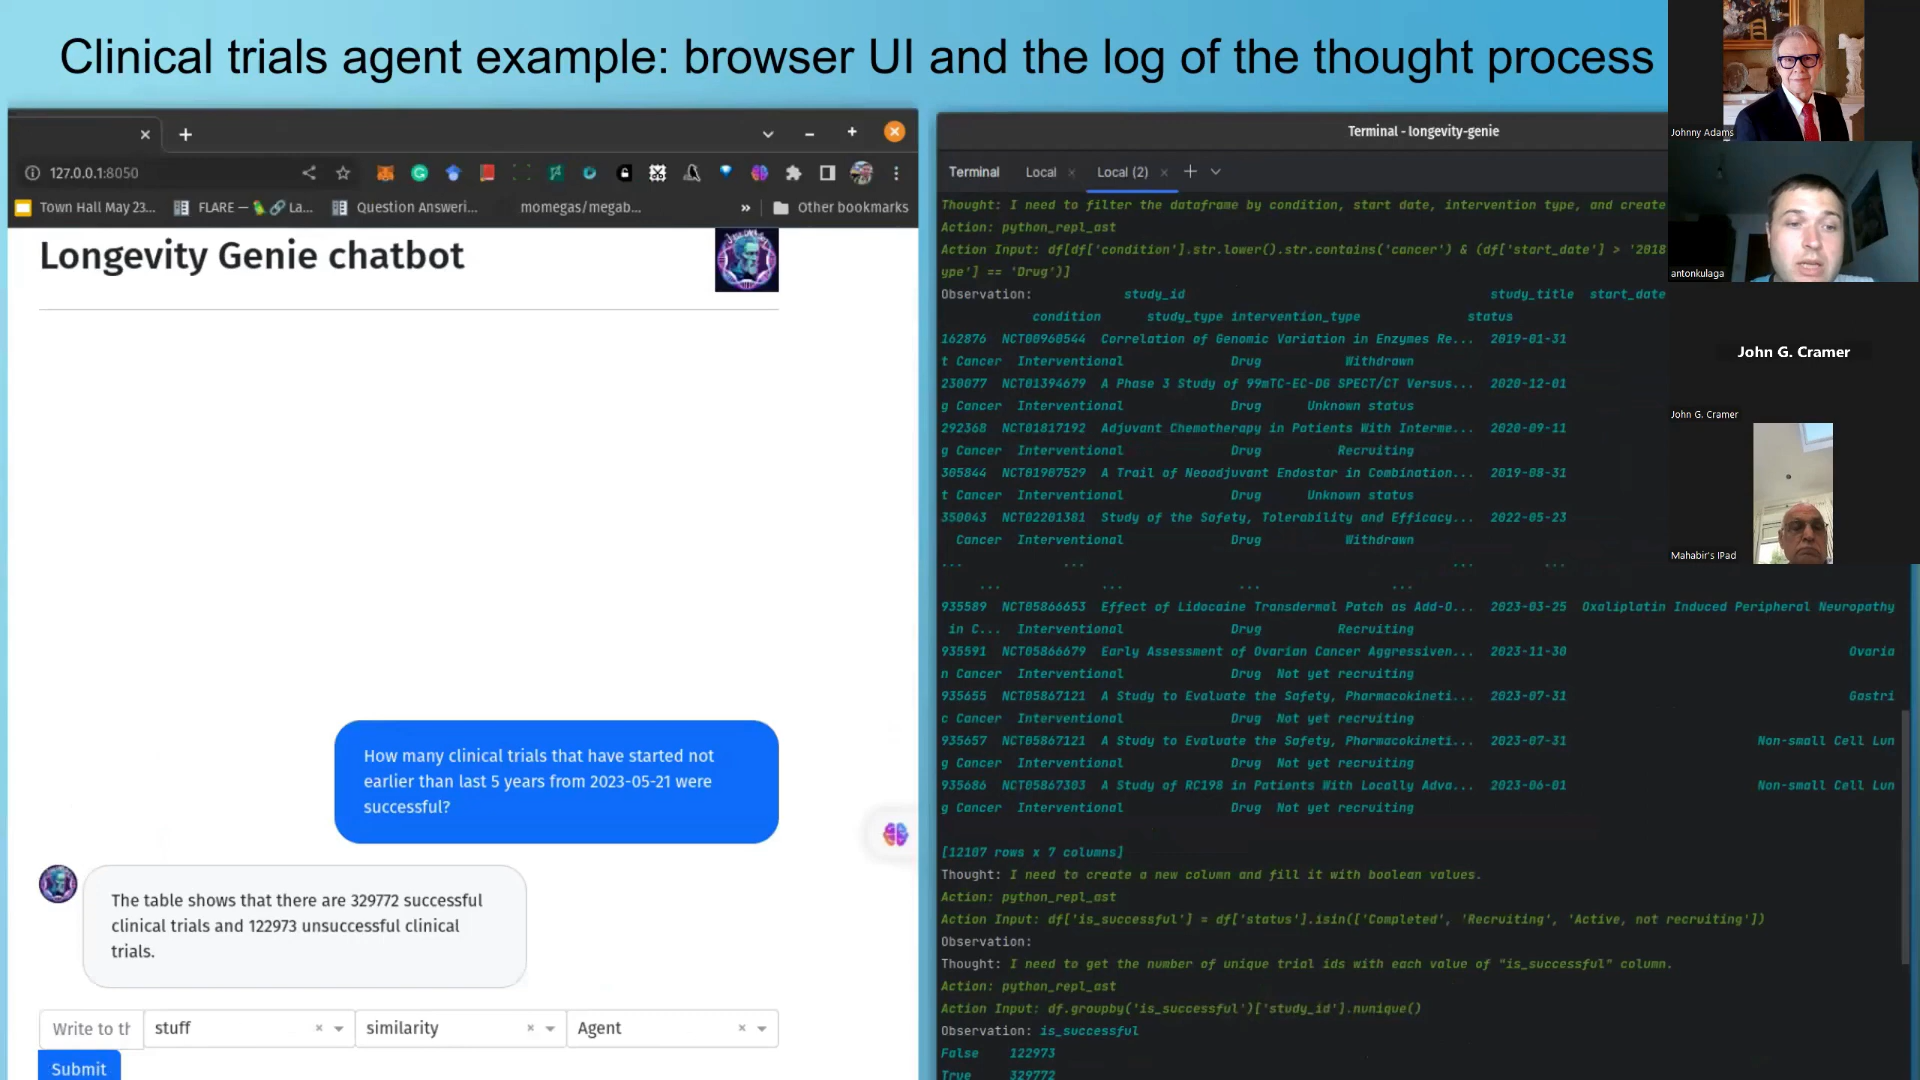 Clinical trials agent example: browser UI and the log of the thought process
127.0.0.1:8050
Town Hall May 23...
FLARE — 🦜🔗 La...
Question Answeri...
momegas/megab...
»
Other bookmarks
Longevity Genie chatbot
How many clinical trials that have started not
earlier than last 5 years from 2023-05-21 were
successful?
The table shows that there are 329772 successful
clinical trials and 122973 unsuccessful clinical
trials.
Write to th
stuff
similarity
Agent
Submit
Terminal - longevity-genie
Terminal Local Local (2)
Thought: I need to filter the dataframe by condition, start date, intervention type, and create
Action: python_repl_ast
Action Input: df[df['condition'].str.lower().str.contains('cancer') & (df['start_date'] > '2018
ype'] == 'Drug')]
Observation: study_id study_title start_date
condition study_type intervention_type status
162876 NCT00960544 Correlation of Genomic Variation in Enzymes Re... 2019-01-31
t Cancer Interventional Drug Withdrawn
230077 NCT01394679 A Phase 3 Study of 99mTC-EC-DG SPECT/CT Versus... 2020-12-01
g Cancer Interventional Drug Unknown status
292368 NCT01817192 Adjuvant Chemotherapy in Patients With Interme... 2020-09-11
g Cancer Interventional Drug Recruiting
305844 NCT01907529 A Trail of Neoadjuvant Endostar in Combination... 2019-08-31
t Cancer Interventional Drug Unknown status
350043 NCT02201381 Study of the Safety, Tolerability and Efficacy... 2022-05-23
Cancer Interventional Drug Withdrawn
... ... ... ...
... ... ... ...
935589 NCT05866653 Effect of Lidocaine Transdermal Patch as Add-O... 2023-03-25 Oxaliplatin Induced Peripheral Neuropathy
in C... Interventional Drug Recruiting
935591 NCT05866679 Early Assessment of Ovarian Cancer Aggressiven... 2023-11-30 Ovaria
n Cancer Interventional Drug Not yet recruiting
935655 NCT05867121 A Study to Evaluate the Safety, Pharmacokineti... 2023-07-31 Gastri
c Cancer Interventional Drug Not yet recruiting
935657 NCT05867121 A Study to Evaluate the Safety, Pharmacokineti... 2023-07-31 Non-small Cell Lun
g Cancer Interventional Drug Not yet recruiting
935686 NCT05867303 A Study of RC198 in Patients With Locally Adva... 2023-06-01 Non-small Cell Lun
g Cancer Interventional Drug Not yet recruiting
[12107 rows x 7 columns]
Thought: I need to create a new column and fill it with boolean values.
Action: python_repl_ast
Action Input: df['is_successful'] = df['status'].isin(['Completed', 'Recruiting', 'Active, not recruiting'])
Observation:
Thought: I need to get the number of unique trial ids with each value of "is_successful" column.
Action: python_repl_ast
Action Input: df.groupby('is_successful')['study_id'].nunique()
Observation: is_successful
False 122973
True 329772
Johnny Adams
antonkulaga
John G. Cramer
John G. Cramer
Mahabir's IPad